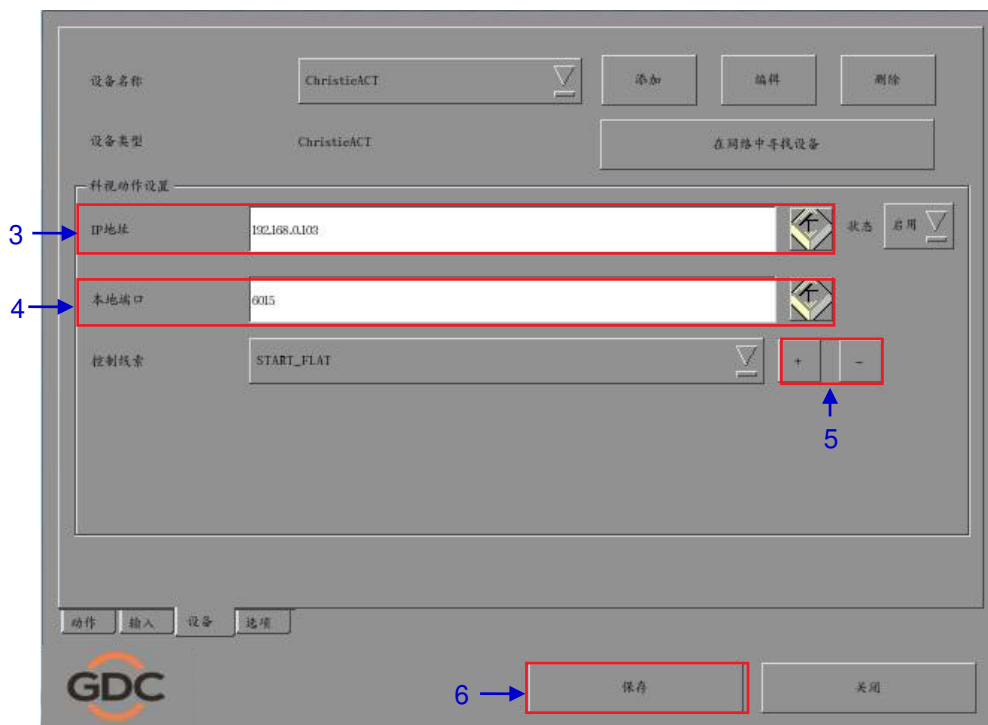 设备名称 ChristieACT 添加 编辑 删除
设备类型 ChristieACT 在网络中寻找设备
科视动作设置
3 IP地址 192.168.0.103 状态 启用
4 本地端口 6015
控制线索 START_FLAT + -
5
动作 输入 设备 选项
GDC
6 保存 关闭